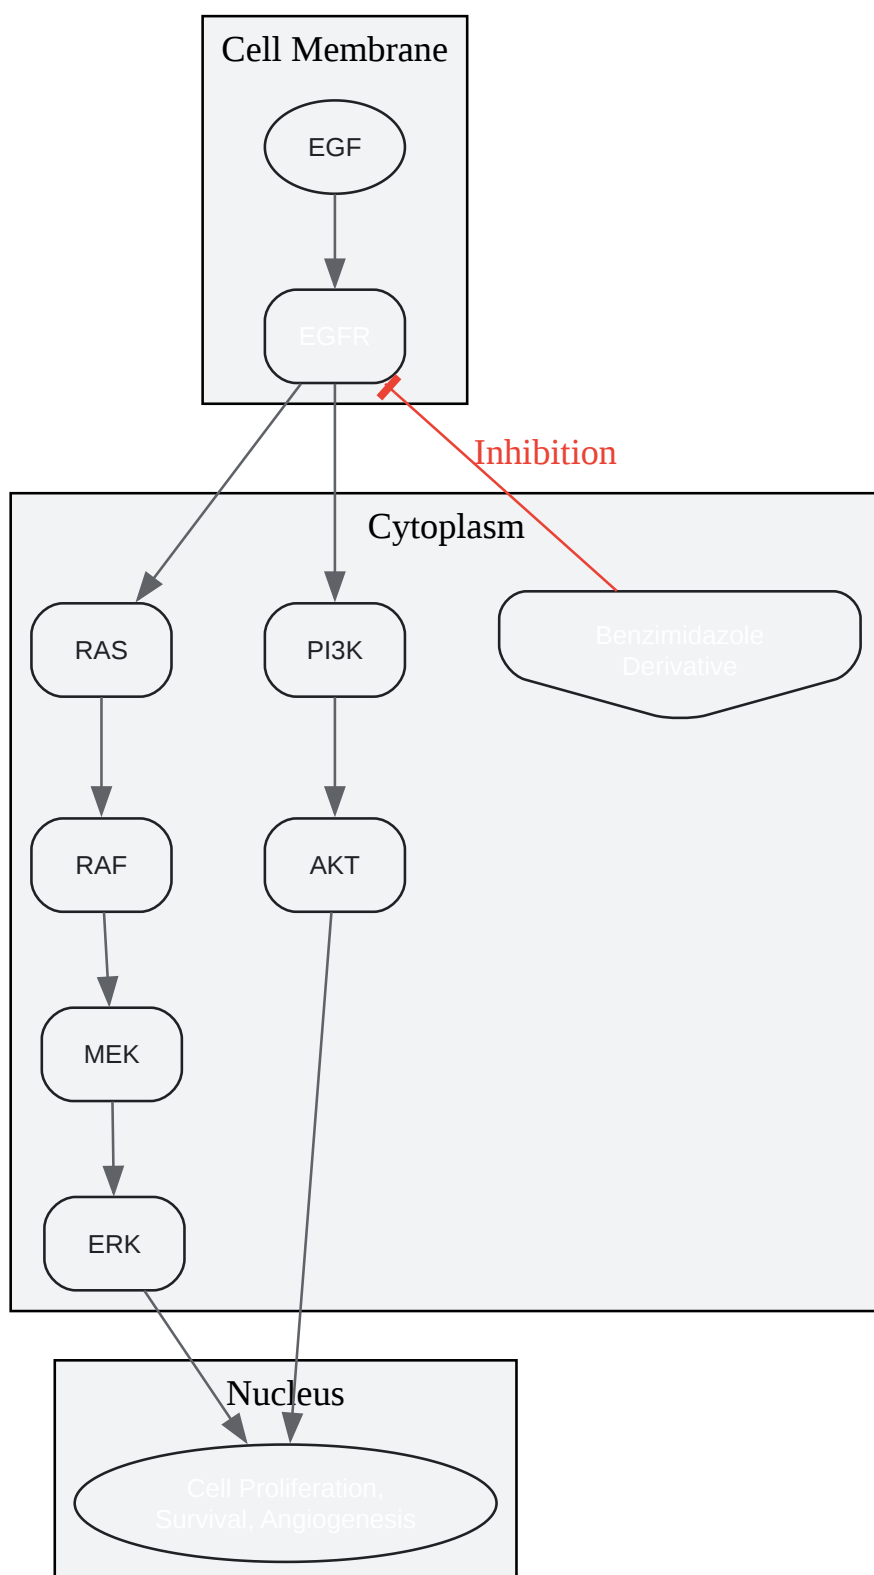 Cell Membrane
EGF
EGFR
Inhibition
Cytoplasm
RAS
PI3K
Benzimidazole
Derivative
RAF
AKT
MEK
ERK
Nucleus
Cell Proliferation,
Survival, Angiogenesis